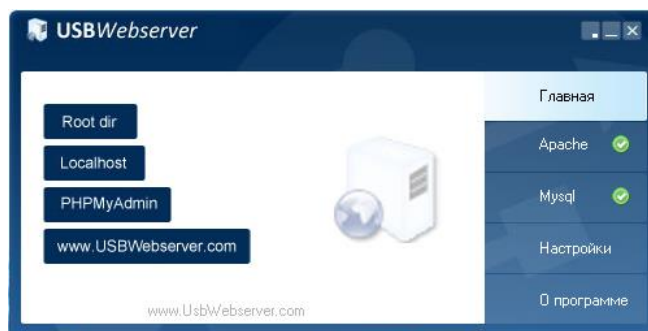 USBWebserver
Root dir
Localhost
PHPMyAdmin
www.USBWebserver.com
www.UsbWebserver.com
Главная
Apache
Mysql
Настройки
О программе